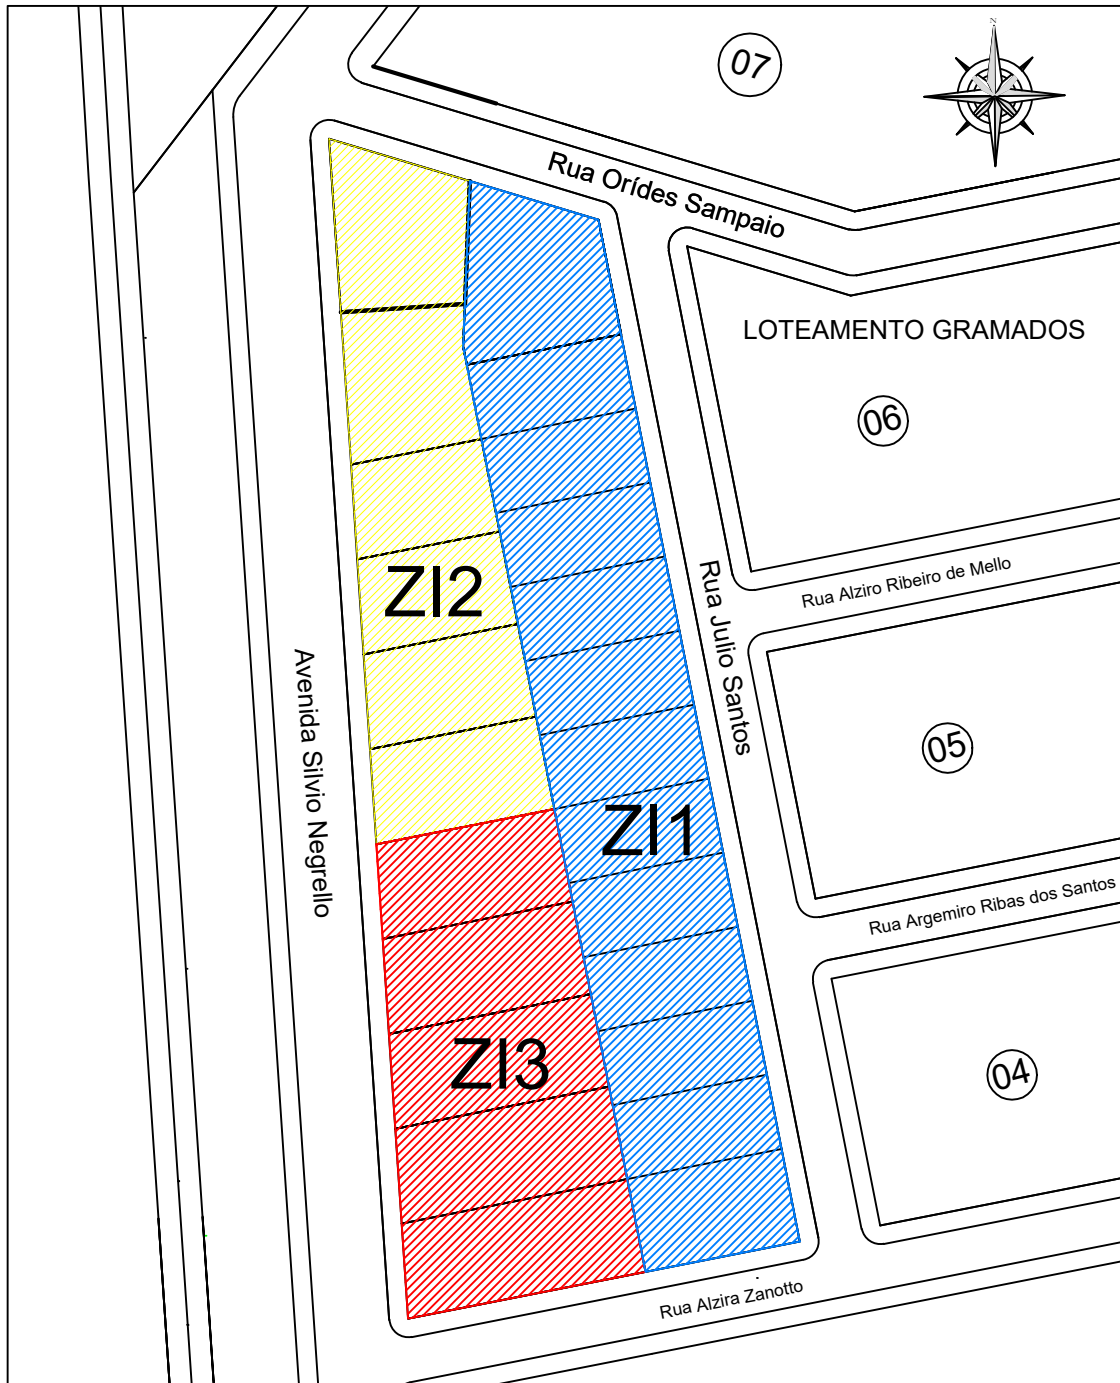 N
07
Rua Orídes Sampaio
LOTEAMENTO GRAMADOS
06
Rua Alziro Ribeiro de Mello
ZI2
Rua Julio Santos
Avenida Silvio Negrello
05
ZI1
Rua Argemiro Ribas dos Santos
ZI3
04
Rua Alzira Zanotto